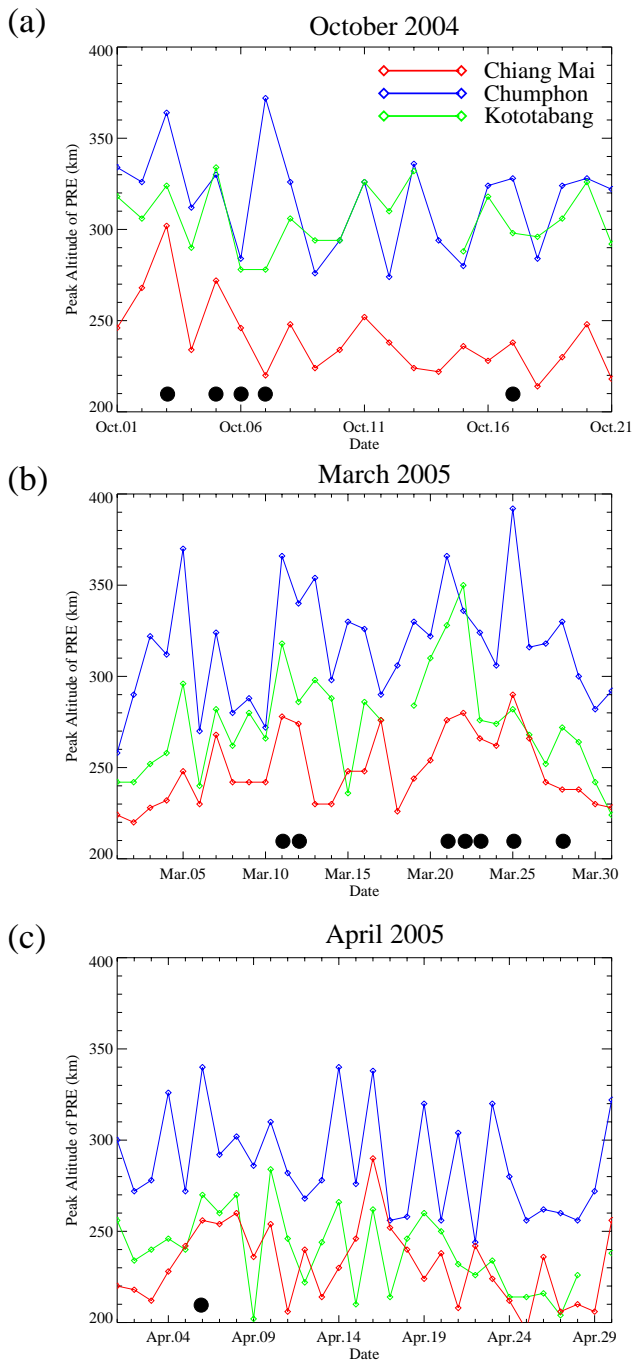 (a)
October 2004
400
350
300
250
200
Peak Altitude of PRE (km)
Chiang Mai
Chumphon
Kototabang
Oct.01 Oct.06 Oct.11 Oct.16 Oct.21
Date
(b)
March 2005
400
350
300
250
200
Peak Altitude of PRE (km)
Mar.05 Mar.10 Mar.15 Mar.20 Mar.25 Mar.30
Date
(c)
April 2005
400
350
300
250
200
Peak Altitude of PRE (km)
Apr.04 Apr.09 Apr.14 Apr.19 Apr.24 Apr.29
Date